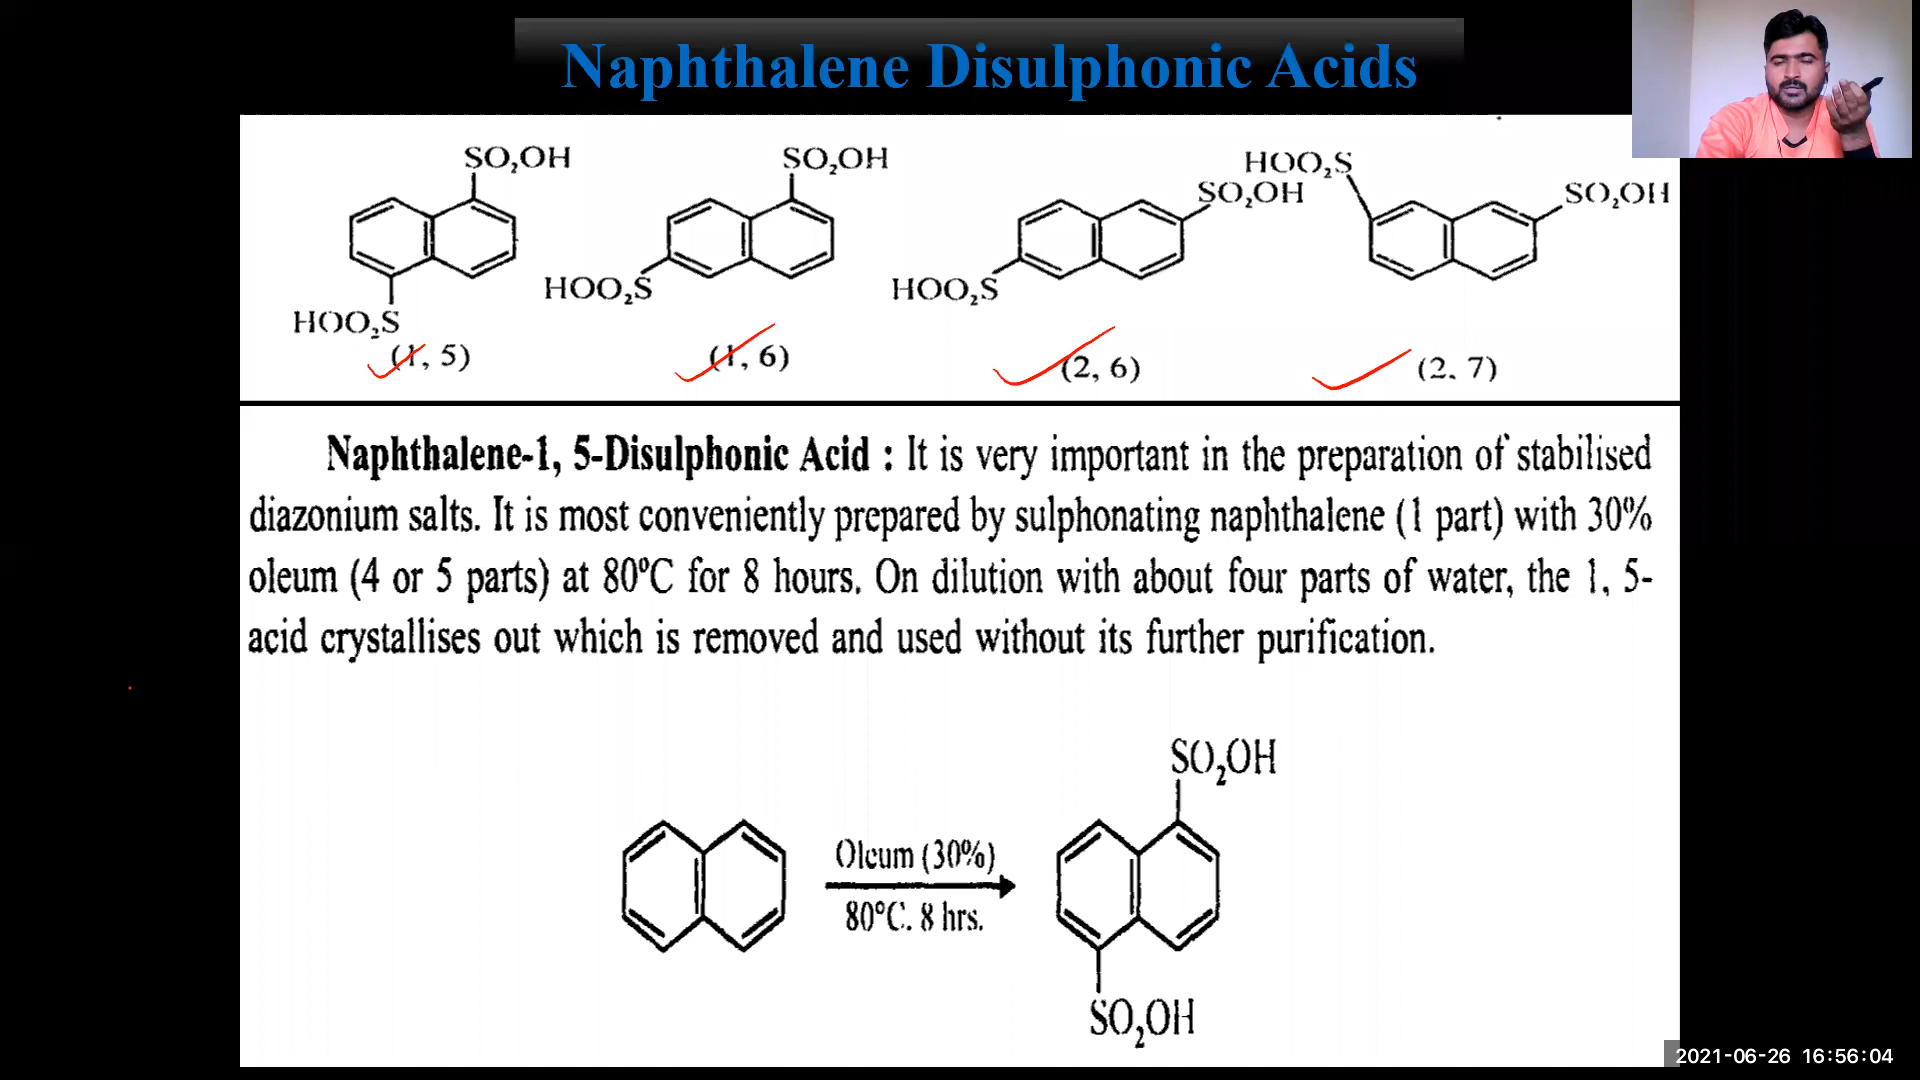 Naphthalene Disulphonic Acids
SO₂OH
SO₂OH
HOO₂S
SO₂OH
SO₂OH
HOO₂S
HOO₂S
HOO₂S
(1, 5)
(1, 6)
(2, 6)
(2, 7)
Naphthalene-1, 5-Disulphonic Acid : It is very important in the preparation of stabilised
diazonium salts. It is most conveniently prepared by sulphonating naphthalene (1 part) with 30%
oleum (4 or 5 parts) at 80ºC for 8 hours. On dilution with about four parts of water, the 1, 5-
acid crystallises out which is removed and used without its further purification.
SO₂OH
Oleum (30%)
80°C. 8 hrs.
SO₂OH
2021-06-26 16:56:04